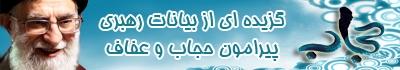 گزیده ای از بیانات رهبری
پیرامون حجاب و عفاف
حجاب